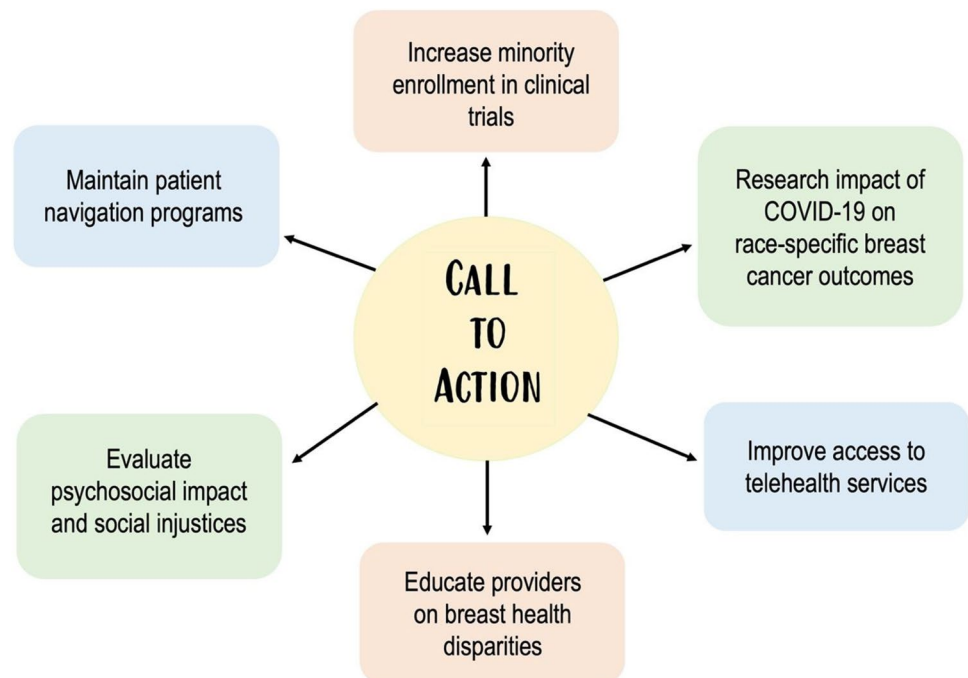 Increase minority
enrollment in clinical
trials
Maintain patient
navigation programs
Research impact of
COVID-19 on
race-specific breast
cancer outcomes
CALL
TO
ACTION
Evaluate
psychosocial impact
and social injustices
Improve access to
telehealth services
Educate providers
on breast health
disparities